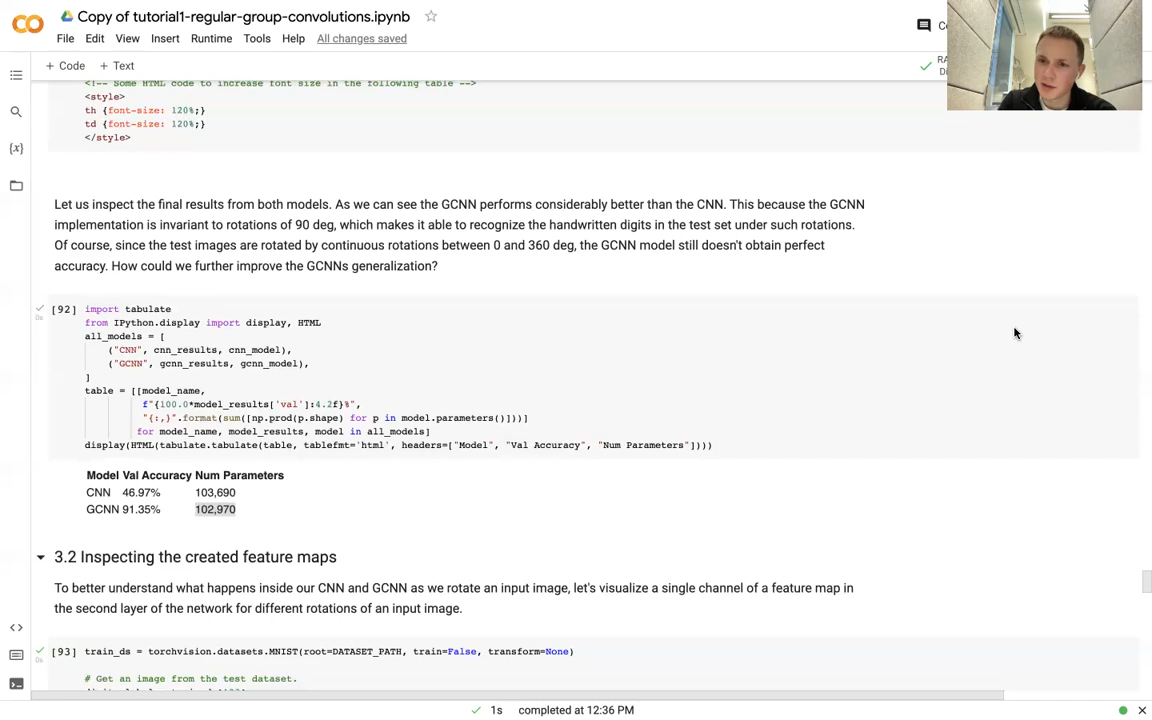 Copy of tutorial1-regular-group-convolutions.ipynb
File Edit View Insert Runtime Tools Help All changes saved
+ Code + Text
<!-- Some HTML code to increase font size in the following table -->
<style>
th {font-size: 120%;}
td {font-size: 120%;}
</style>
Let us inspect the final results from both models. As we can see the GCNN performs considerably better than the CNN. This because the GCNN
implementation is invariant to rotations of 90 deg, which makes it able to recognize the handwritten digits in the test set under such rotations.
Of course, since the test images are rotated by continuous rotations between 0 and 360 deg, the GCNN model still doesn't obtain perfect
accuracy. How could we further improve the GCNNs generalization?
[92] import tabulate
from IPython.display import display, HTML
all_models = [
("CNN", cnn_results, cnn_model),
("GCNN", gcnn_results, gcnn_model),
]
table = [[model_name,
f"{100.0*model_results['val']:4.2f}%",
"{:,}".format(sum([np.prod(p.shape) for p in model.parameters()]))]
for model_name, model_results, model in all_models]
display(HTML(tabulate.tabulate(table, tablefmt='html', headers=["Model", "Val Accuracy", "Num Parameters"])))
Model Val Accuracy Num Parameters
CNN 46.97% 103,690
GCNN 91.35% 102,970
3.2 Inspecting the created feature maps
To better understand what happens inside our CNN and GCNN as we rotate an input image, let's visualize a single channel of a feature map in
the second layer of the network for different rotations of an input image.
[93] train_ds = torchvision.datasets.MNIST(root=DATASET_PATH, train=False, transform=None)
# Get an image from the test dataset.
1s completed at 12:36 PM